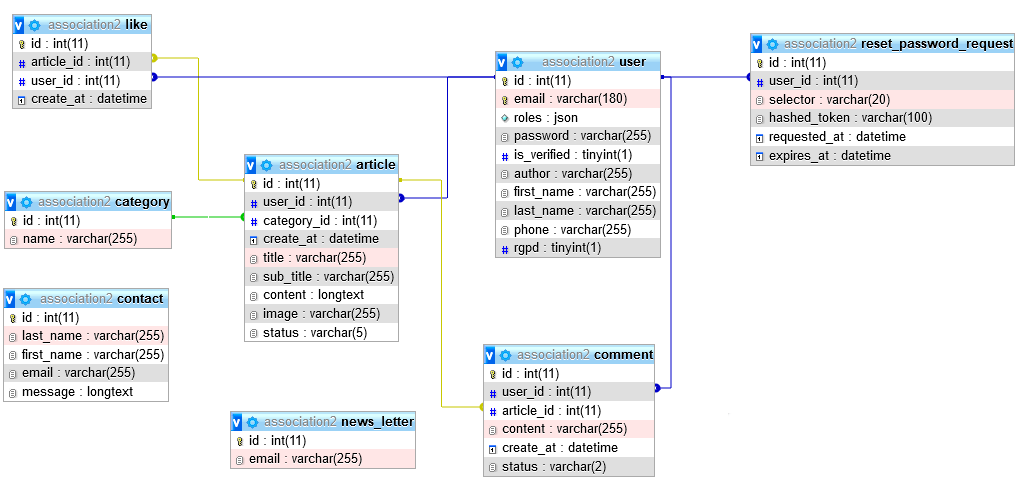 association2 like
id : int(11)
article_id : int(11)
user_id : int(11)
create_at : datetime
association2 user
id : int(11)
email : varchar(180)
roles : json
password : varchar(255)
is_verified : tinyint(1)
author : varchar(255)
first_name : varchar(255)
last_name : varchar(255)
phone : varchar(255)
rgpd : tinyint(1)
association2 reset_password_request
id : int(11)
user_id : int(11)
selector : varchar(20)
hashed_token : varchar(100)
requested_at : datetime
expires_at : datetime
association2 article
id : int(11)
user_id : int(11)
category_id : int(11)
create_at : datetime
title : varchar(255)
sub_title : varchar(255)
content : longtext
image : varchar(255)
status : varchar(5)
association2 category
id : int(11)
name : varchar(255)
association2 contact
id : int(11)
last_name : varchar(255)
first_name : varchar(255)
email : varchar(255)
message : longtext
association2 comment
id : int(11)
user_id : int(11)
article_id : int(11)
content : varchar(255)
create_at : datetime
status : varchar(2)
association2 news_letter
id : int(11)
email : varchar(255)